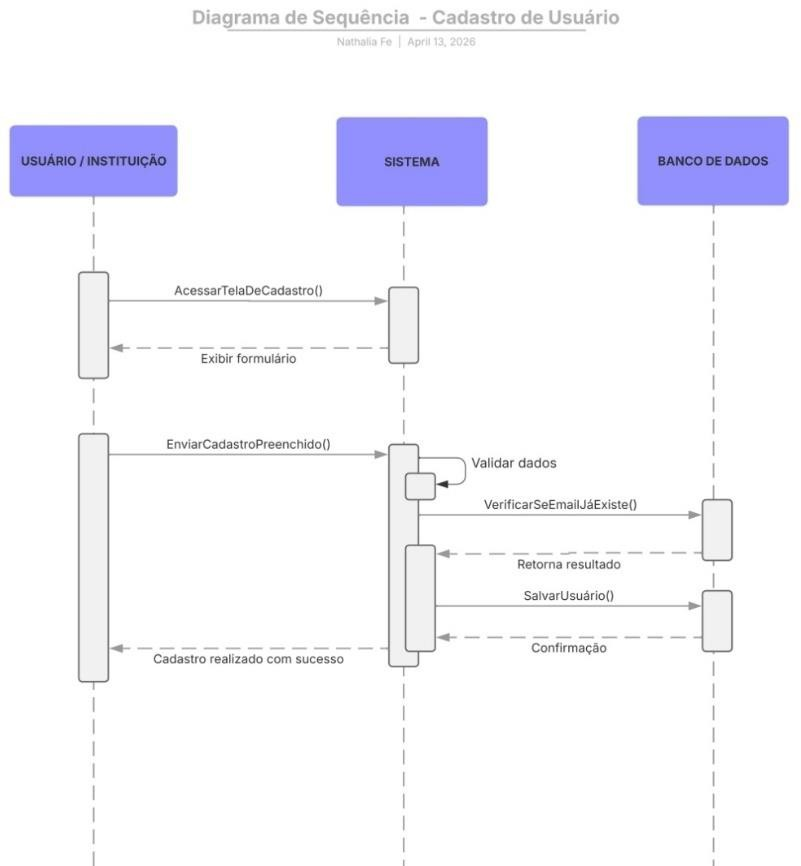 Diagrama de Sequência - Cadastro de Usuário
Nathalia Fe | April 13, 2026
USUÁRIO / INSTITUIÇÃO
SISTEMA
BANCO DE DADOS
AcessarTelaDeCadastro()
Exibir formulário
EnviarCadastroPreenchido()
Validar dados
VerificarSeEmailJáExiste()
Retorna resultado
SalvarUsuário()
Confirmação
Cadastro realizado com sucesso